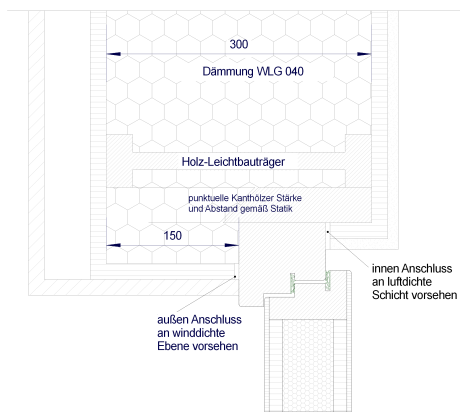 300
Dämmung WLG 040
Holz-Leichtbauträger
punktuelle Kanthölzer Stärke
und Abstand gemäß Statik
150
innen Anschluss
an luftdichte
Schicht vorsehen
außen Anschluss
an winddichte
Ebene vorsehen